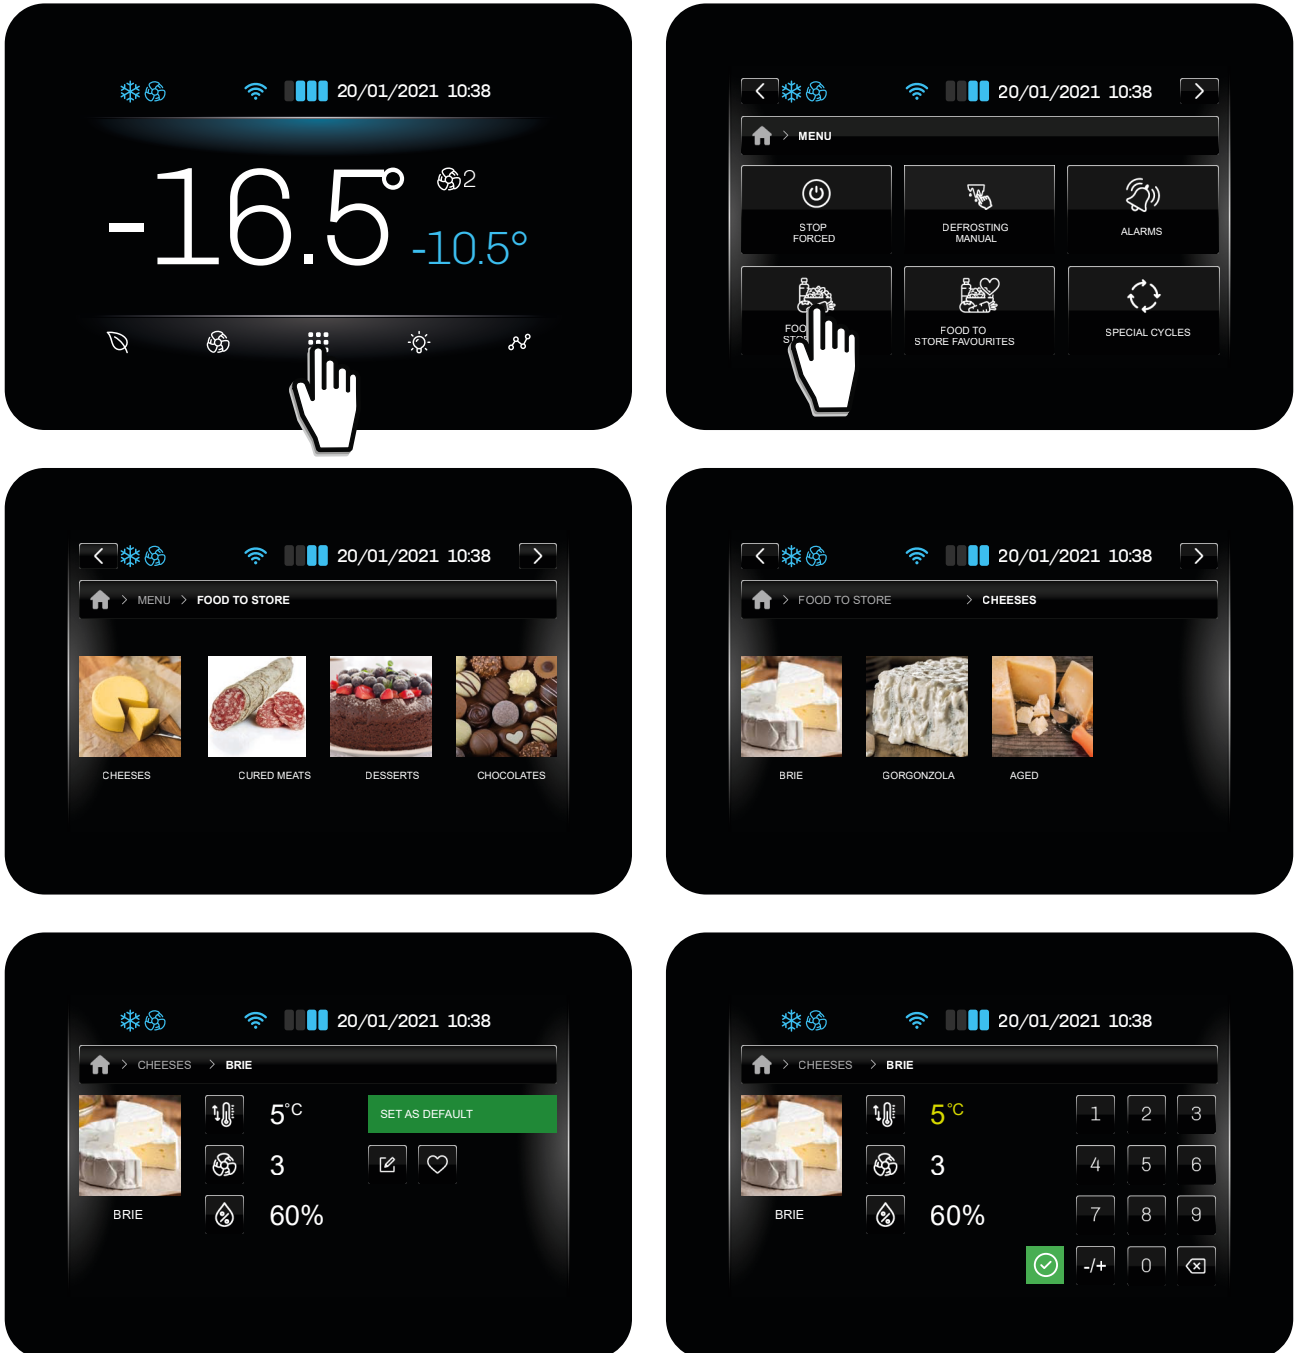 20/01/2021 10:38
-16.5°
2
-10.5°
20/01/2021 10:38
> MENU
STOP
FORCED
DEFROSTING
MANUAL
ALARMS
FOOD TO
STORE FAVOURITES
SPECIAL CYCLES
20/01/2021 10:38
> MENU > FOOD TO STORE
CHEESES
CURED MEATS
DESSERTS
CHOCOLATES
20/01/2021 10:38
> FOOD TO STORE > CHEESES
BRIE
GORGONZOLA
AGED
20/01/2021 10:38
> CHEESES > BRIE
BRIE
5°C
3
60%
SET AS DEFAULT
20/01/2021 10:38
> CHEESES > BRIE
BRIE
5°C
3
60%
1 2 3
4 5 6
7 8 9
-/+ 0